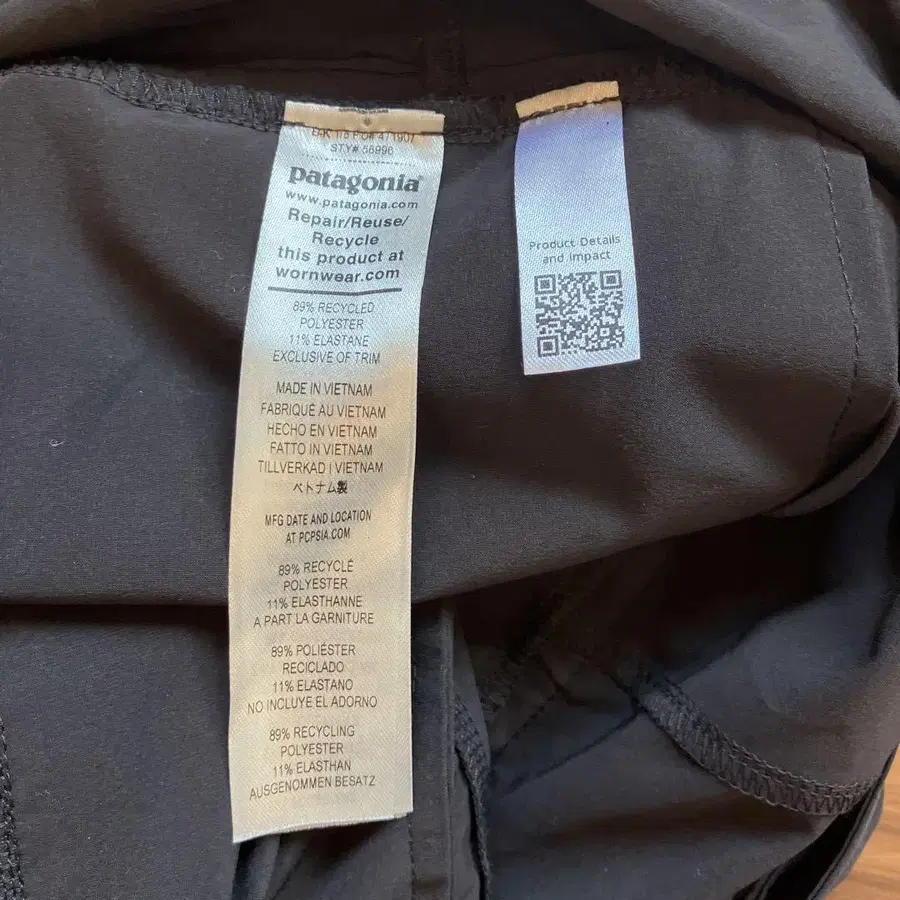 STY# 56996
patagonia®
www.patagonia.com
Repair/Reuse/
Recycle
this product at
wornwear.com
89% RECYCLED
POLYESTER
11% ELASTANE
EXCLUSIVE OF TRIM
MADE IN VIETNAM
FABRIQUÉ AU VIETNAM
HECHO EN VIETNAM
FATTO IN VIETNAM
TILLVERKAD I VIETNAM
ベトナム製
MFG DATE AND LOCATION
AT PCPSIA.COM
89% RECYCLÉ
POLYESTER
11% ELASTHANNE
A PART LA GARNITURE
89% POLIÉSTER
RECICLADO
11% ELASTANO
NO INCLUYE EL ADORNO
89% RECYCLING
POLYESTER
11% ELASTHAN
AUSGENOMMEN BESATZ
Product Details
and Impact